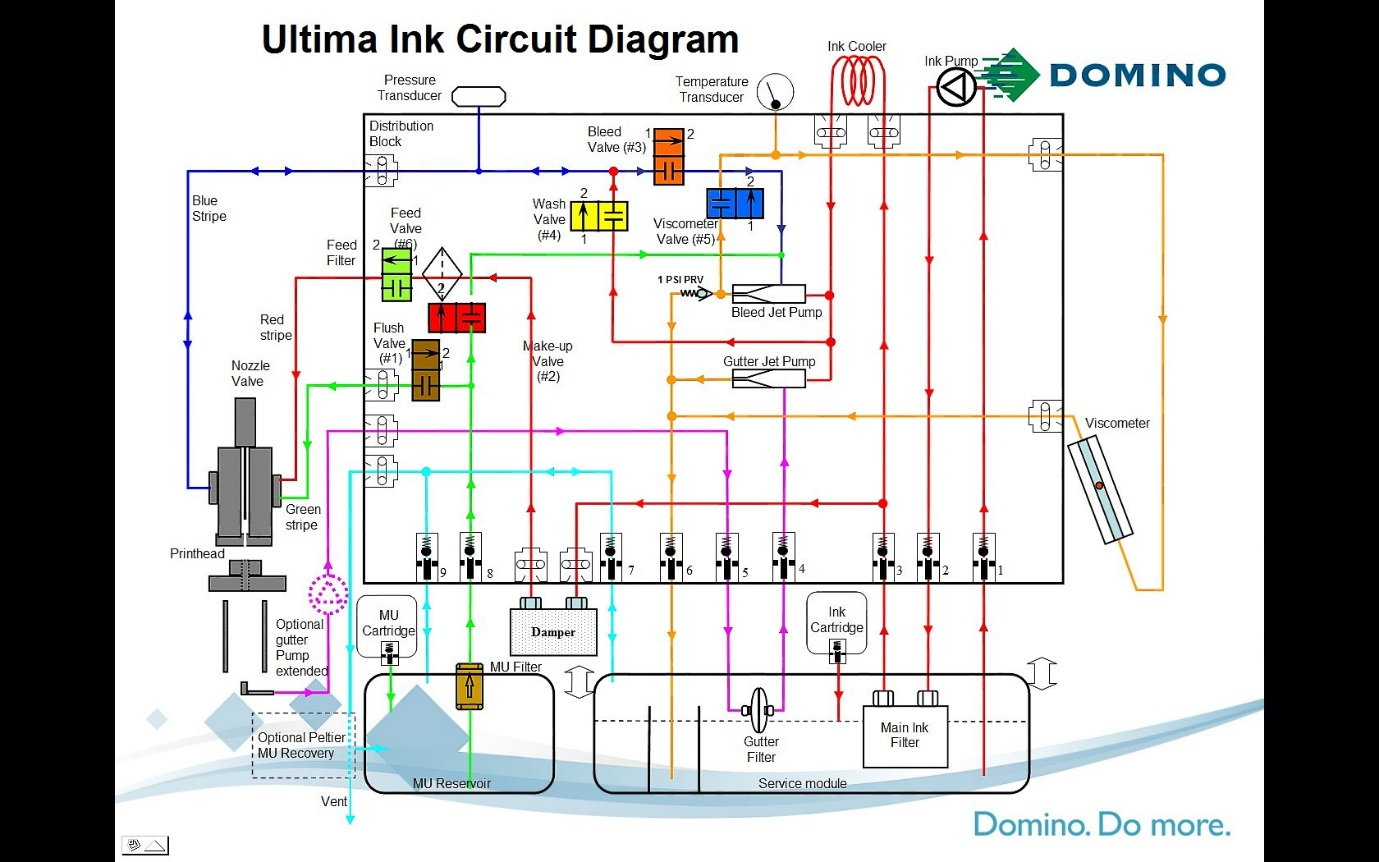 Ultima Ink Circuit Diagram
DOMINO
Ink Cooler
Ink Pump
Pressure
Transducer
Temperature
Transducer
Distribution
Block
Bleed
Valve (#3)
1
2
Blue
Stripe
Wash
Valve
(#4)
2
1
Viscometer
Valve (#5)
2
1
Feed
Valve
(#6)
2
1
Feed
Filter
1 PSI PRV
Bleed Jet Pump
2
1
Make-up
Valve
(#2)
Red
stripe
Flush
Valve
(#1)
1
2
Gutter Jet Pump
Nozzle
Valve
Viscometer
Green
stripe
Printhead
9
8
7
6
5
4
3
2
1
MU
Cartridge
Damper
Ink
Cartridge
Optional
gutter
Pump
extended
MU Filter
Optional Peltier
MU Recovery
Gutter
Filter
Main Ink
Filter
MU Reservoir
Service module
Vent
Domino. Do more.